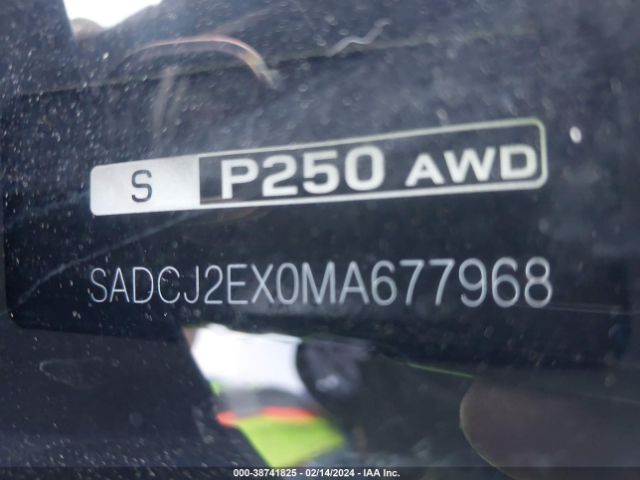 S P250 AWD
SADCJ2EX0MA677968
000-38741825 - 02/14/2024 - IAA Inc.